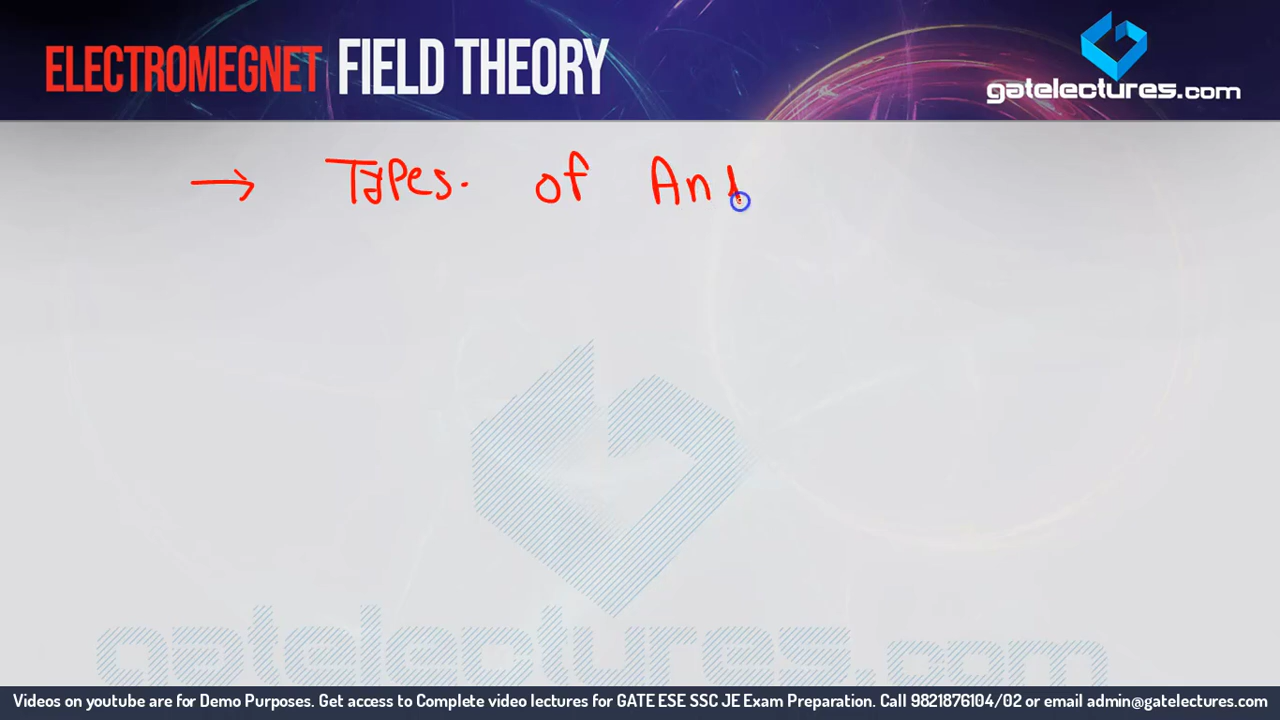 ELECTROMEGNET FIELD THEORY
gatelectures.com
→ Types. of Ant
gatelectures.com
Videos on youtube are for Demo Purposes. Get access to Complete video lectures for GATE ESE SSC JE Exam Preparation. Call 9821876104/02 or email admin@gatelectures.com